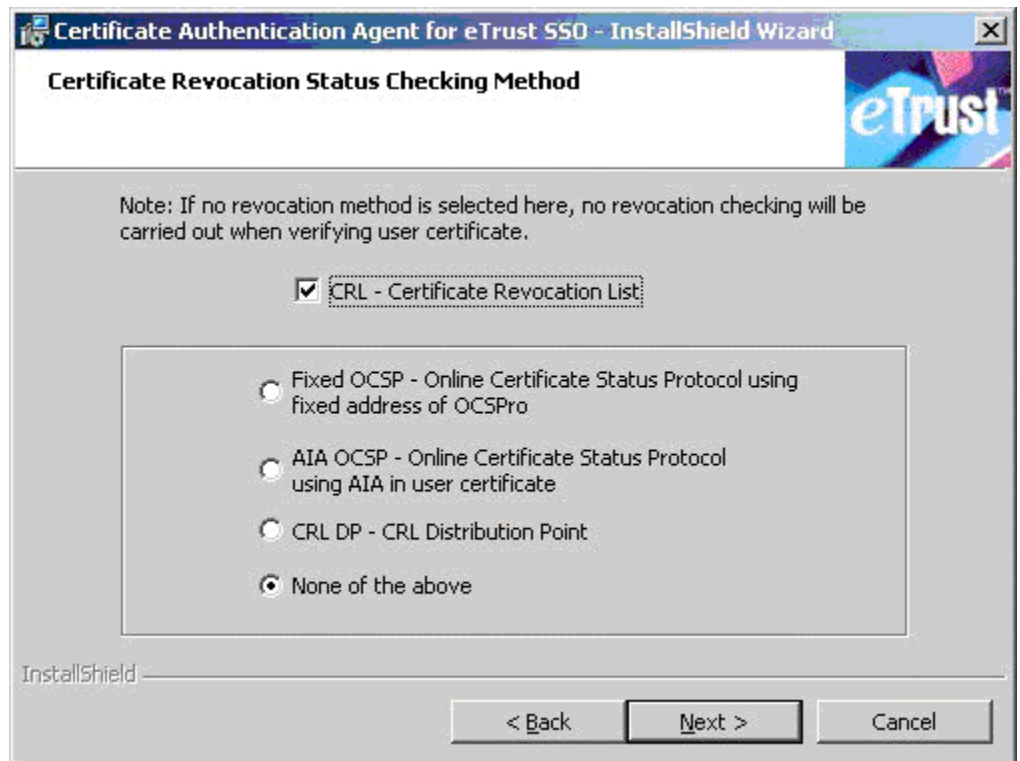 Certificate Authentication Agent for eTrust SSO - InstallShield Wizard
Certificate Revocation Status Checking Method
eTrust™
Note: If no revocation method is selected here, no revocation checking will be
carried out when verifying user certificate.
CRL - Certificate Revocation List
Fixed OCSP - Online Certificate Status Protocol using
fixed address of OCSPro
AIA OCSP - Online Certificate Status Protocol
using AIA in user certificate
CRL DP - CRL Distribution Point
None of the above
InstallShield
< Back
Next >
Cancel